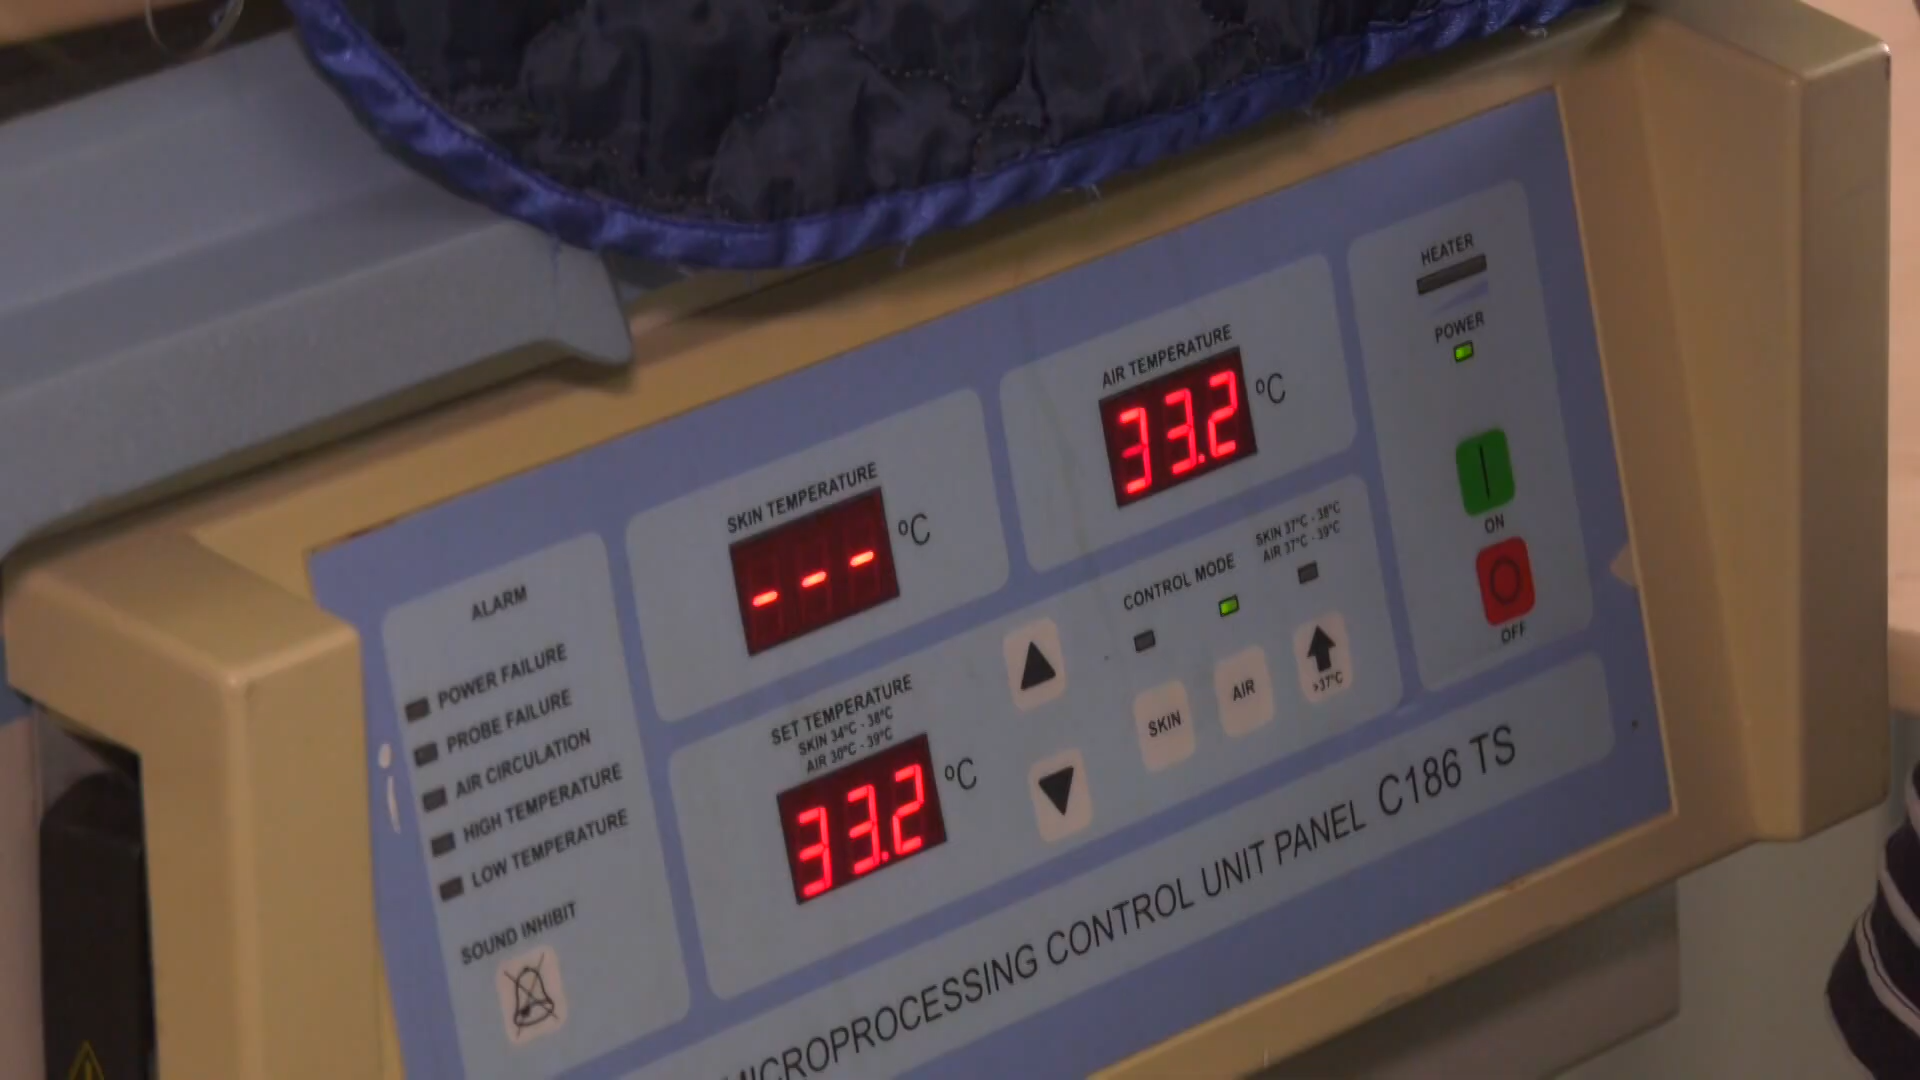 HEATER
POWER
ON
OFF
AIR TEMPERATURE
33.2 °C
SKIN TEMPERATURE
--- °C
ALARM
POWER FAILURE
PROBE FAILURE
AIR CIRCULATION
HIGH TEMPERATURE
LOW TEMPERATURE
SOUND INHIBIT
SET TEMPERATURE
SKIN 34°C - 38°C
AIR 30°C - 39°C
33.2 °C
CONTROL MODE
SKIN 37°C - 38°C
AIR 37°C - 39°C
SKIN
AIR
>37°C
MICROPROCESSING CONTROL UNIT PANEL C186 TS